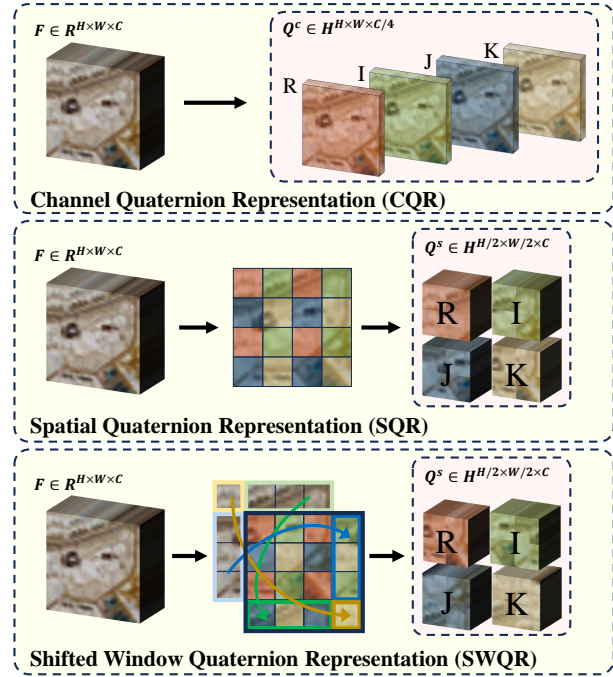 F ∈ R^{H×W×C}
Q^c ∈ H^{H×W×C/4}
R I J K
Channel Quaternion Representation (CQR)
F ∈ R^{H×W×C}
Q^s ∈ H^{H/2×W/2×C}
R I
J K
Spatial Quaternion Representation (SQR)
F ∈ R^{H×W×C}
Q^s ∈ H^{H/2×W/2×C}
R I
J K
Shifted Window Quaternion Representation (SWQR)